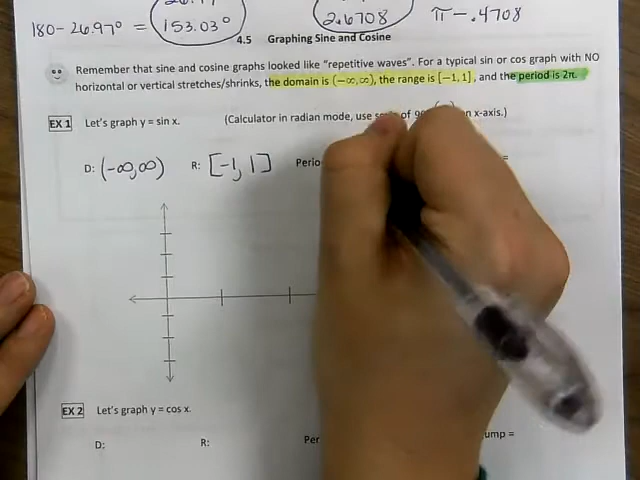 180-26.97° = 153.03° 2.6708 π-.4708
4.5 Graphing Sine and Cosine
Remember that sine and cosine graphs looked like “repetitive waves”. For a typical sin or cos graph with NO
horizontal or vertical stretches/shrinks, the domain is (-∞,∞), the range is [-1,1], and the period is 2π.
EX 1 Let's graph y = sin x. (Calculator in radian mode, use of x-axis.)
D: (-∞,∞) R: [-1, 1] =
EX 2 Let's graph y = cos x.
D: R: =